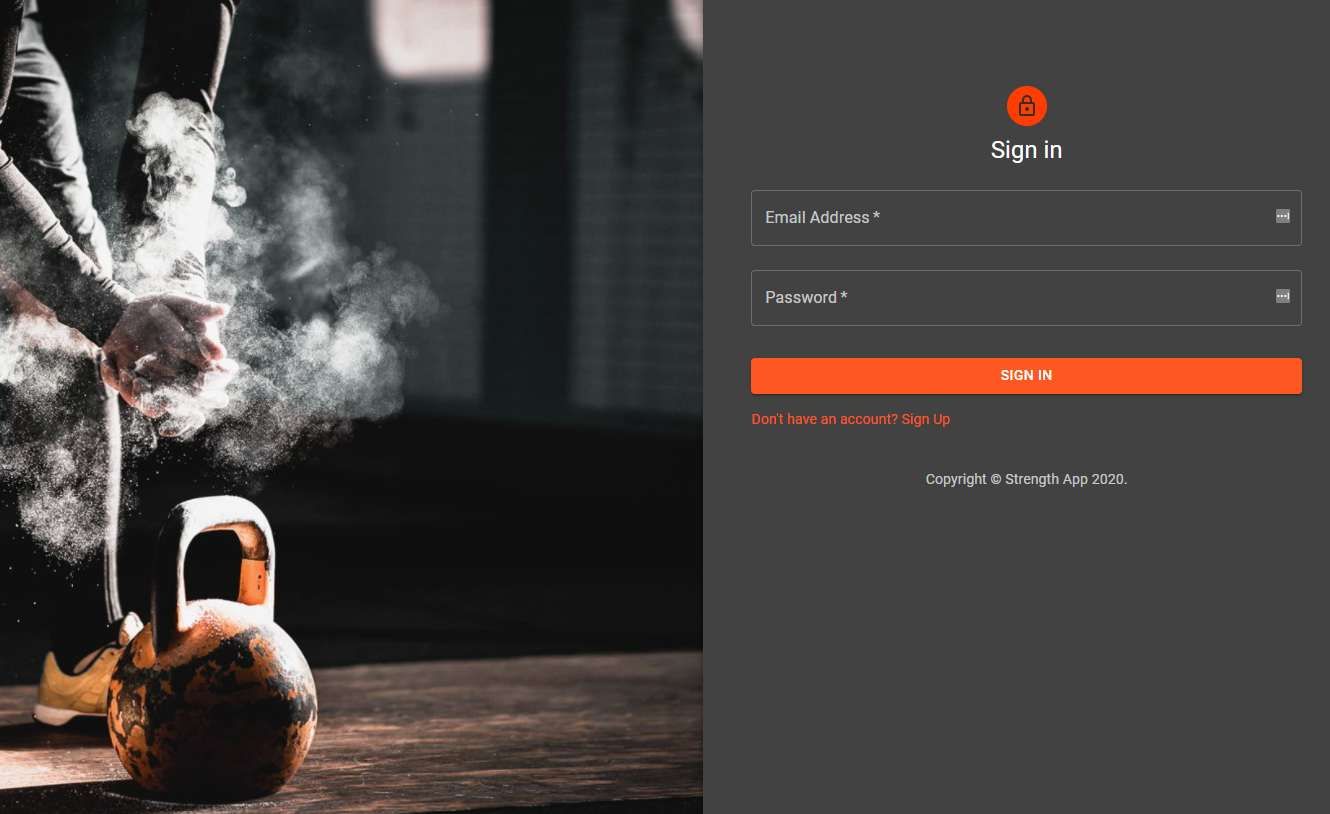 Sign in
Email Address *
Password *
SIGN IN
Don't have an account? Sign Up
Copyright © Strength App 2020.